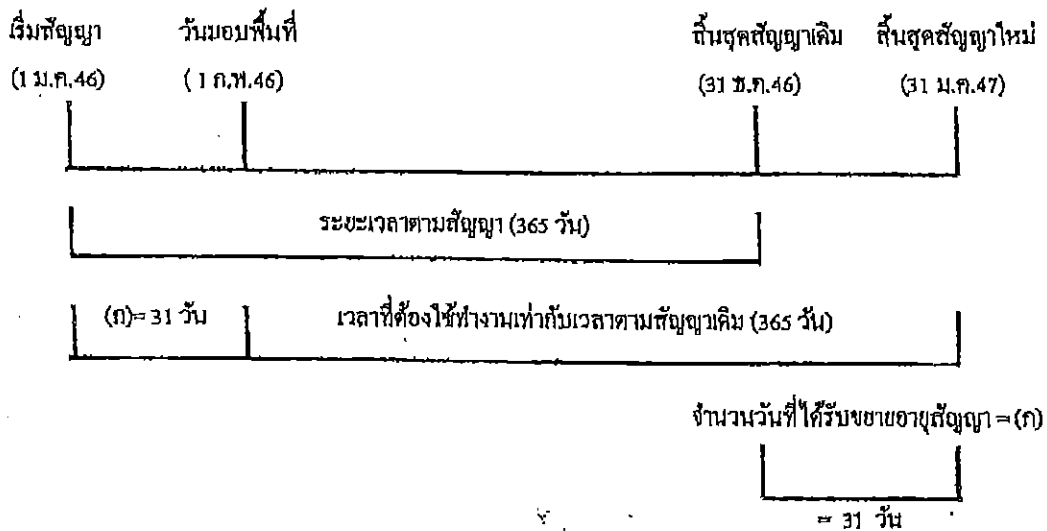 เริ่มสัญญา วันมอบพื้นที่ สิ้นสุดสัญญาเดิม สิ้นสุดสัญญาใหม่
(1 ม.ค.46) (1 ก.พ.46) (31 ธ.ค.46) (31 ม.ค.47)
ระยะเวลาตามสัญญา (365 วัน)
(ก)= 31 วัน เวลาที่ต้องใช้ทำงานเท่ากับเวลาตามสัญญาเดิม (365 วัน)
จำนวนวันที่ได้รับขยายอายุสัญญา = (ก)
= 31 วัน